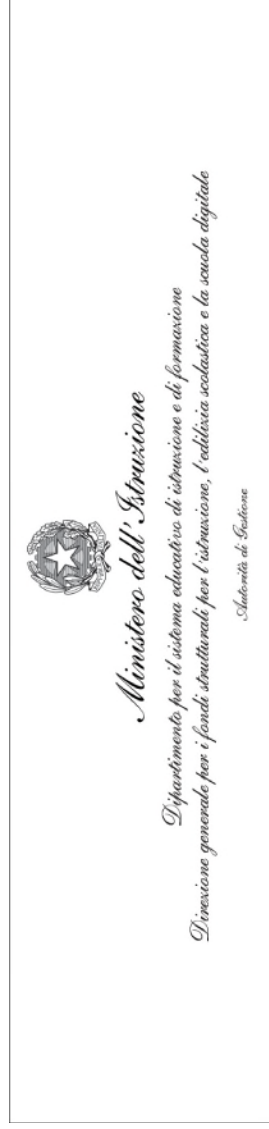 Ministero dell'Istruzione
Dipartimento per il sistema educativo di istruzione e di formazione
Direzione generale per i fondi strutturali per l'istruzione, l'edilizia scolastica e la scuola digitale
Autorità di Gestione